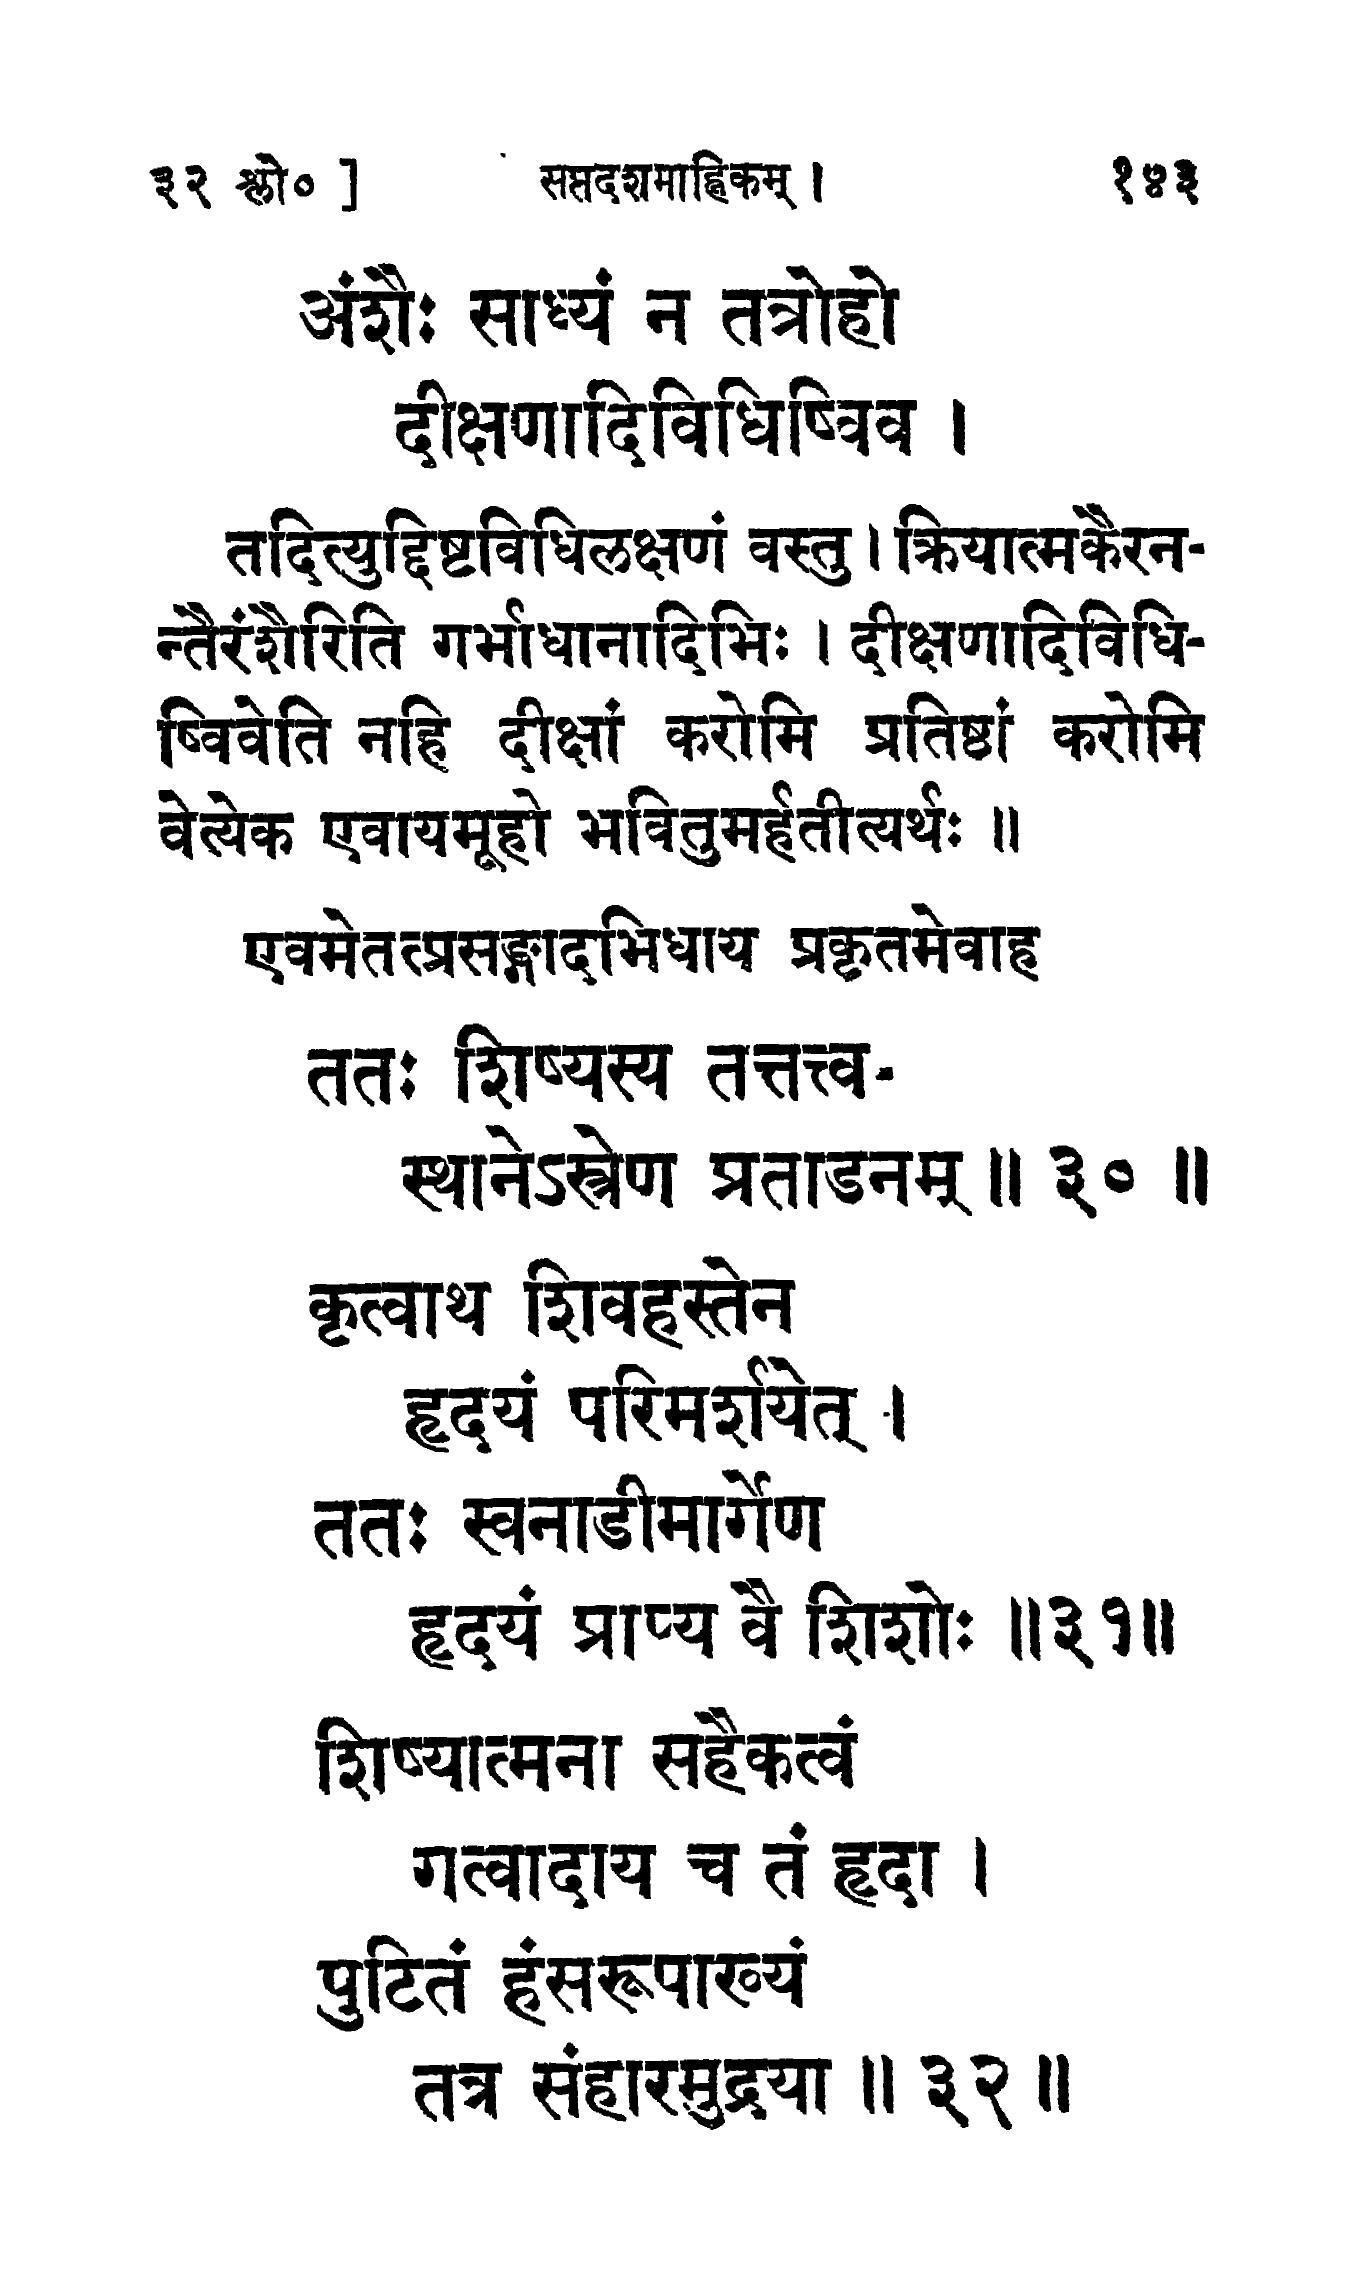 ३२ श्लो० ] सप्तदशमाह्निकम् । १४३
अंशैः साध्यं न तत्रोहो
दीक्षणादिविधिष्विव ।
तदित्युद्दिष्टविधिलक्षणं वस्तु । क्रियात्मकैरन-
न्तैरंशैरिति गर्भाधानादिभिः । दीक्षणादिविधि-
ष्विवेति नहि दीक्षां करोमि प्रतिष्ठां करोमि
वेत्येक एवायमूहो भवितुमर्हतीत्यर्थः ॥
एवमेतत्प्रसङ्गादभिधाय प्रकृतमेवाह
ततः शिष्यस्य तत्तत्त्व-
स्थानेऽस्त्रेण प्रताडनम् ॥ ३० ॥
कृत्वाथ शिवहस्तेन
हृदयं परिमर्शयेत् ।
ततः स्वनाडीमार्गेण
हृदयं प्राप्य वै शिशोः ॥३१॥
शिष्यात्मना सहैकत्वं
गत्वादाय च तं हृदा ।
पुटितं हंसरूपाख्यं
तत्र संहारमुद्रया ॥ ३२ ॥